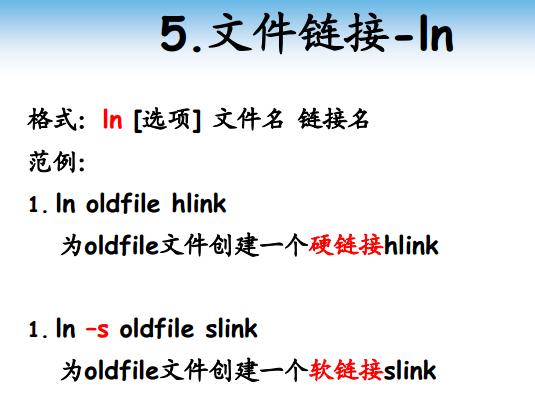 5.文件链接-ln
格式: ln [选项] 文件名 链接名
范例:
1. ln oldfile hlink
为oldfile文件创建一个硬链接hlink
1. ln –s oldfile slink
为oldfile文件创建一个软链接slink